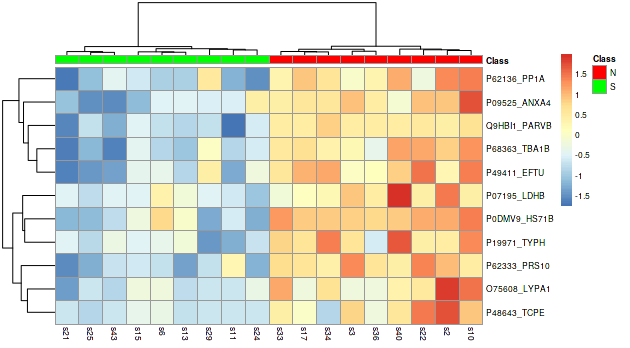 Class
P62136_PP1A
P09525_ANXA4
Q9HBI1_PARVB
P68363_TBA1B
P49411_EFTU
P07195_LDHB
P0DMV9_HS71B
P19971_TYPH
P62333_PRS10
O75608_LYPA1
P48643_TCPE
s21 s25 s43 s15 s6 s13 s29 s11 s24 s33 s17 s34 s3 s36 s40 s22 s2 s10
1.5
1
0.5
0
-0.5
-1
-1.5
Class
N
S